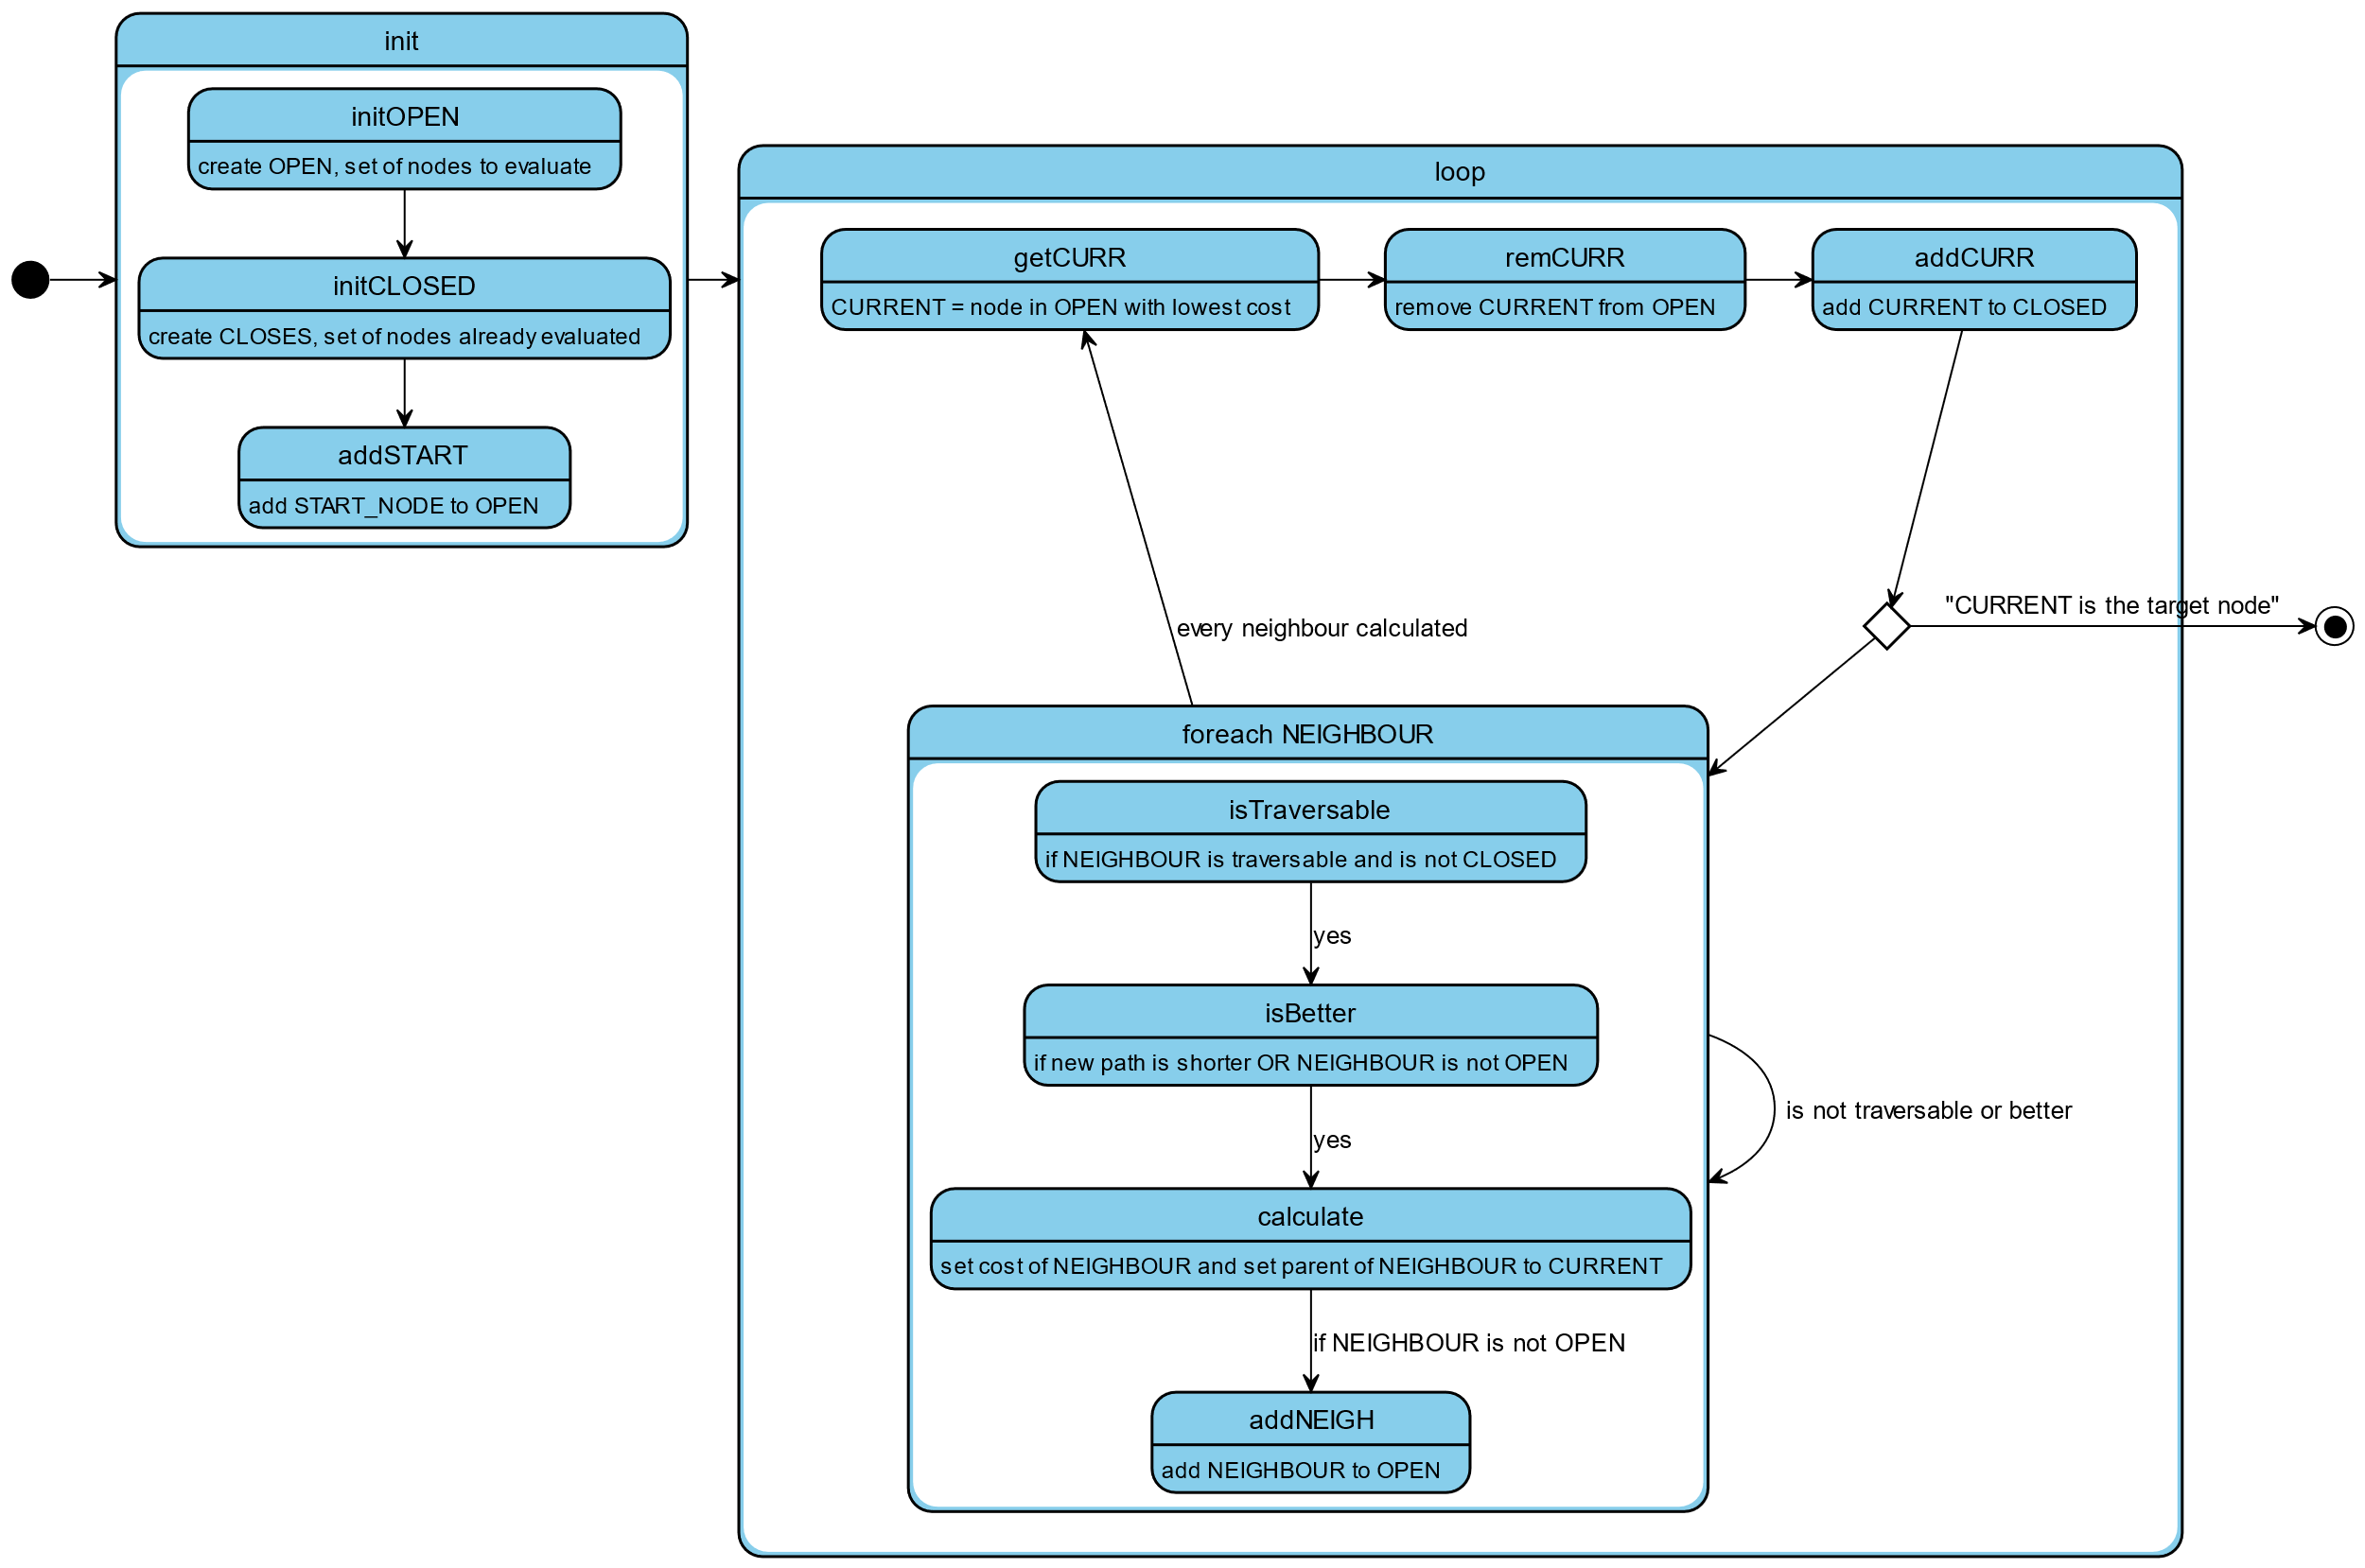 init
initOPEN
create OPEN, set of nodes to evaluate
initCLOSED
create CLOSES, set of nodes already evaluated
addSTART
add START_NODE to OPEN
loop
getCURR
CURRENT = node in OPEN with lowest cost
remCURR
remove CURRENT from OPEN
addCURR
add CURRENT to CLOSED
"CURRENT is the target node"
every neighbour calculated
foreach NEIGHBOUR
isTraversable
if NEIGHBOUR is traversable and is not CLOSED
yes
isBetter
if new path is shorter OR NEIGHBOUR is not OPEN
is not traversable or better
yes
calculate
set cost of NEIGHBOUR and set parent of NEIGHBOUR to CURRENT
if NEIGHBOUR is not OPEN
addNEIGH
add NEIGHBOUR to OPEN